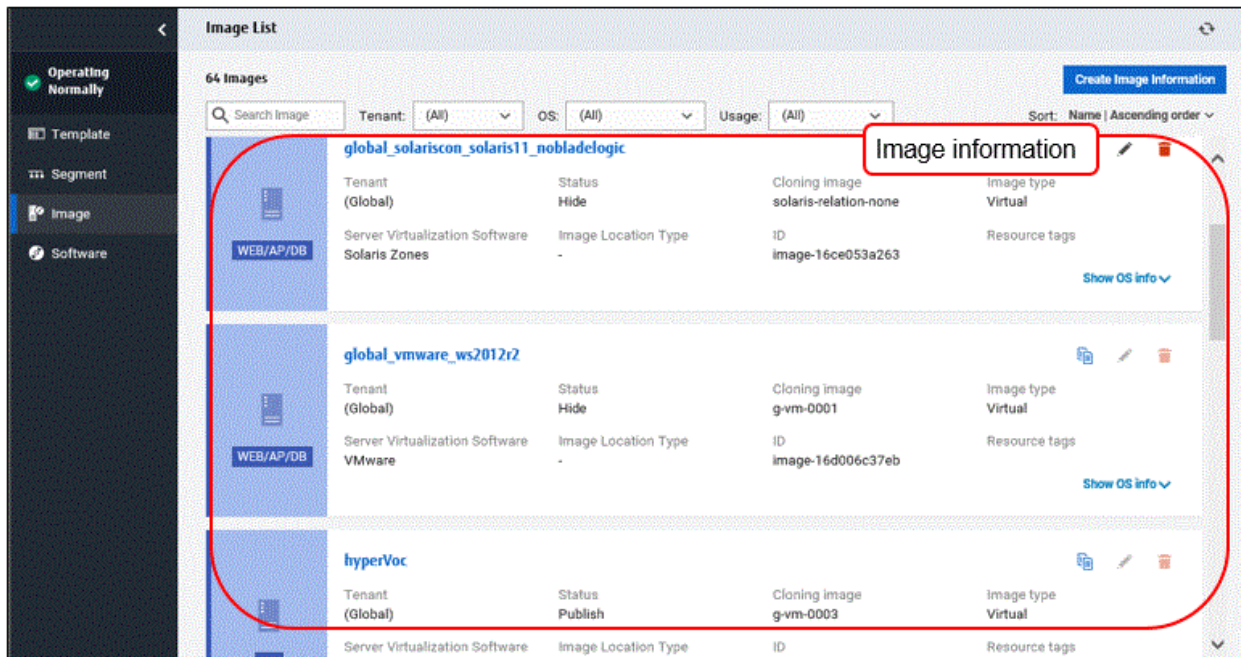 Image List
Operating
Normally
Template
Segment
Image
Software
64 Images
Create Image Information
Search Image
Tenant: (All)
OS: (All)
Usage: (All)
Sort: Name | Ascending order
Image information
global_solariscon_solaris11_nobladelogic
Tenant Status Cloning image Image type
(Global) Hide solaris-relation-none Virtual
Server Virtualization Software Image Location Type ID Resource tags
Solaris Zones - image-16ce053a263
WEB/AP/DB
Show OS info
global_vmware_ws2012r2
Tenant Status Cloning image Image type
(Global) Hide g-vm-0001 Virtual
Server Virtualization Software Image Location Type ID Resource tags
VMware - image-16d006c37eb
WEB/AP/DB
Show OS info
hyperVoc
Tenant Status Cloning image Image type
(Global) Publish g-vm-0003 Virtual
Server Virtualization Software Image Location Type ID Resource tags